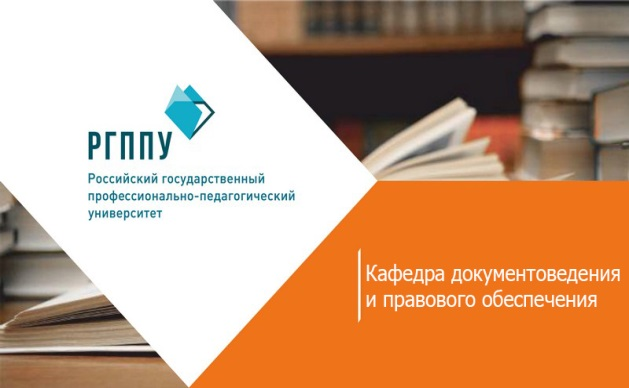 РГППУ
Российский государственный
профессионально-педагогический
университет
Кафедра документоведения
и правового обеспечения